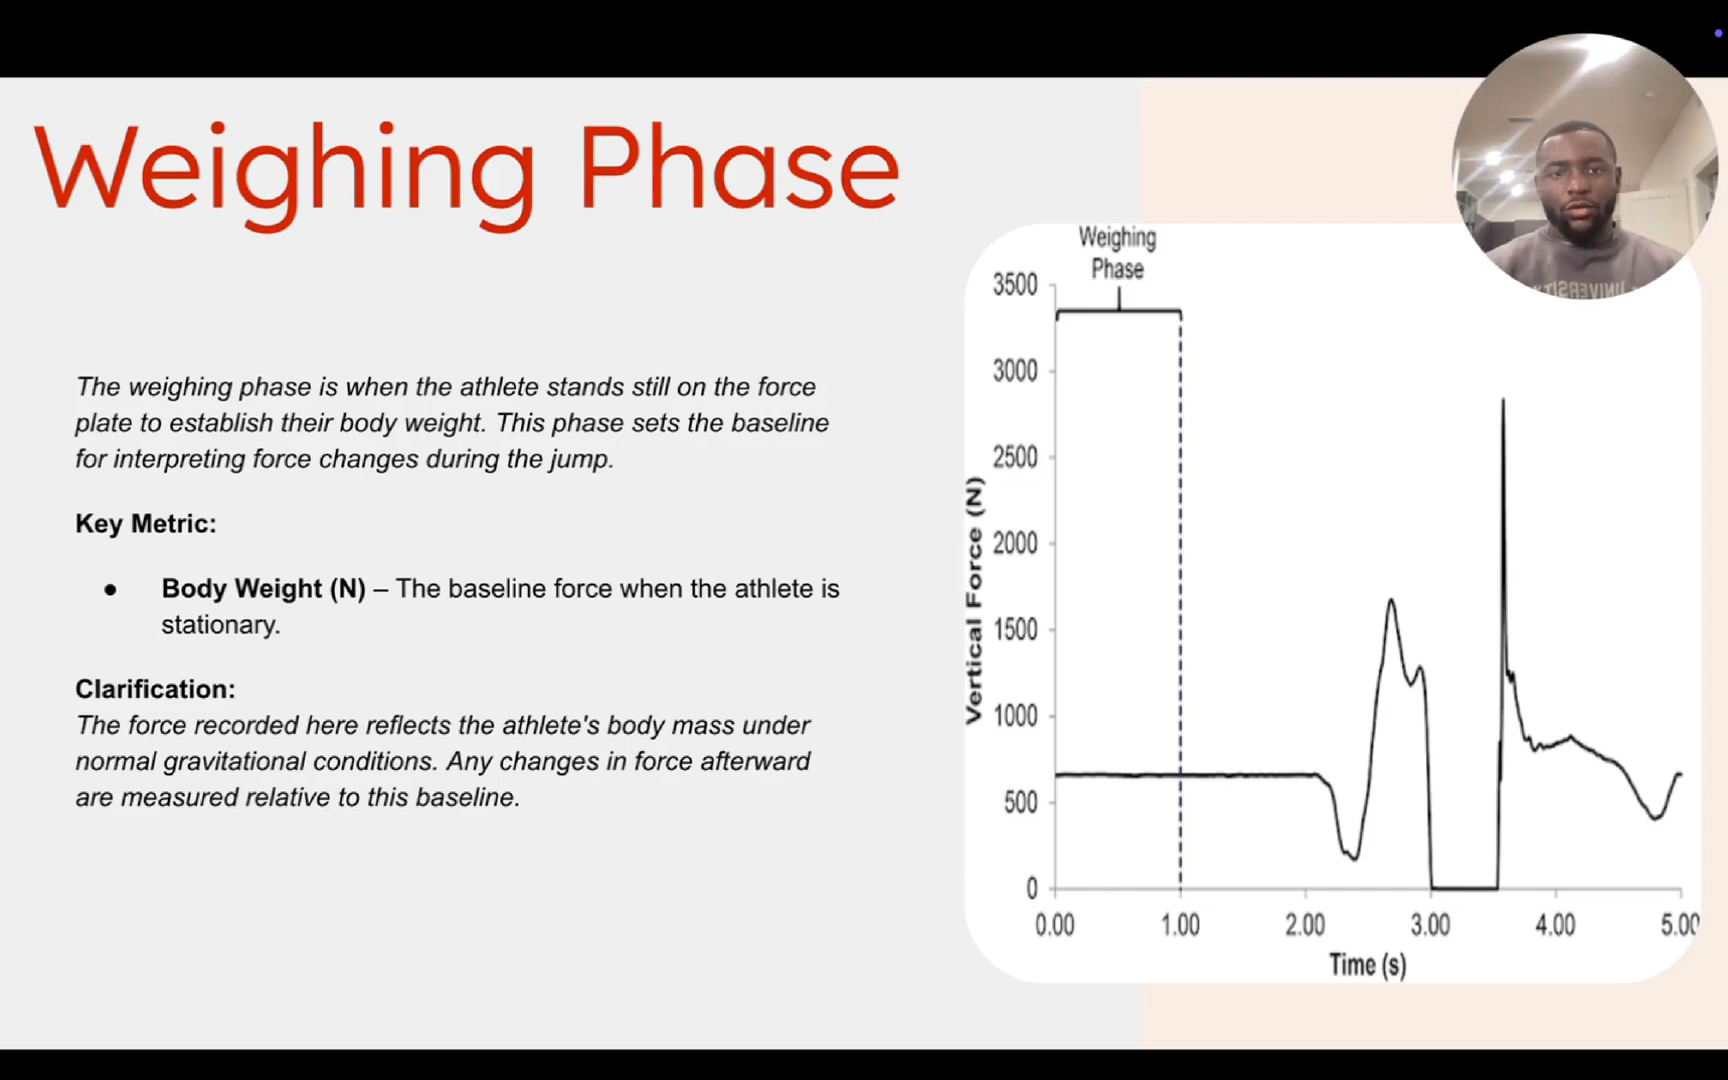 Weighing Phase
The weighing phase is when the athlete stands still on the force
plate to establish their body weight. This phase sets the baseline
for interpreting force changes during the jump.
Key Metric:
● Body Weight (N) – The baseline force when the athlete is
stationary.
Clarification:
The force recorded here reflects the athlete's body mass under
normal gravitational conditions. Any changes in force afterward
are measured relative to this baseline.
Weighing
Phase
Vertical Force (N)
3500
3000
2500
2000
1500
1000
500
0
0.00 1.00 2.00 3.00 4.00 5.00
Time (s)